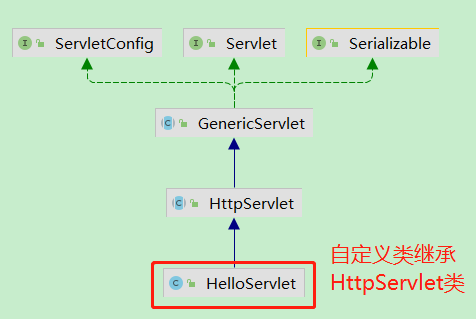 ServletConfig
Servlet
Serializable
GenericServlet
HttpServlet
HelloServlet
自定义类继承
HttpServlet类